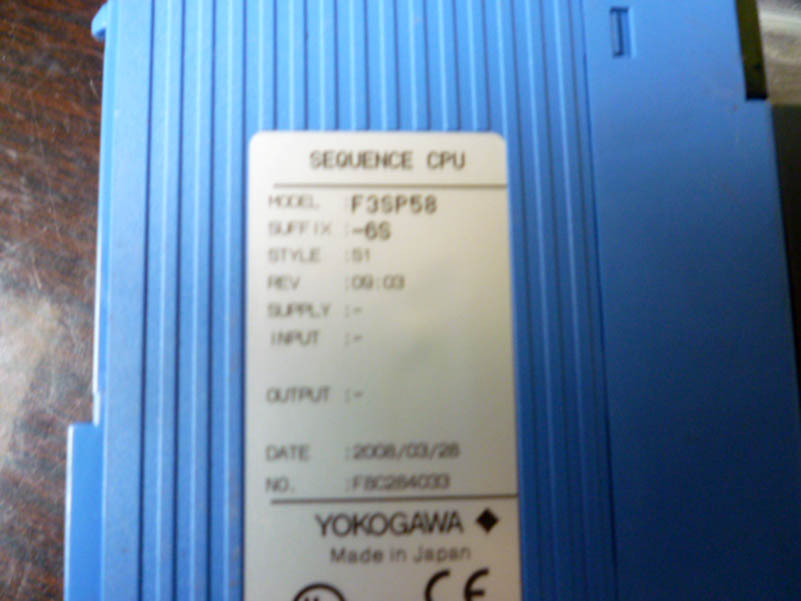 SEQUENCE CPU
MODEL :F3SP58
SUFFIX :-6S
STYLE :S1
REV :09:03
SUPPLY :-
INPUT :-
OUTPUT :-
DATE :2008/03/28
NO. :F8C284033
YOKOGAWA ◆
Made in Japan
CE